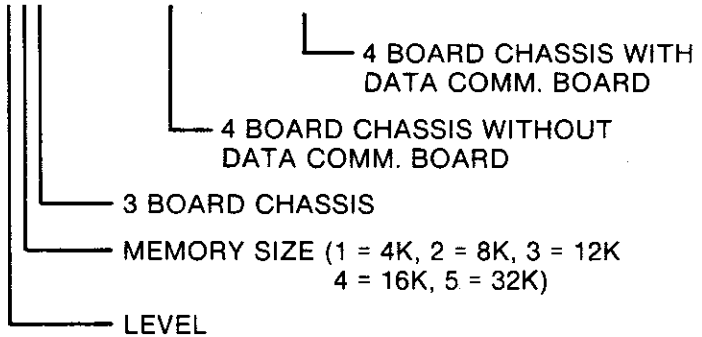 4 BOARD CHASSIS WITH
DATA COMM. BOARD
4 BOARD CHASSIS WITHOUT
DATA COMM. BOARD
3 BOARD CHASSIS
MEMORY SIZE (1 = 4K, 2 = 8K, 3 = 12K
4 = 16K, 5 = 32K)
LEVEL